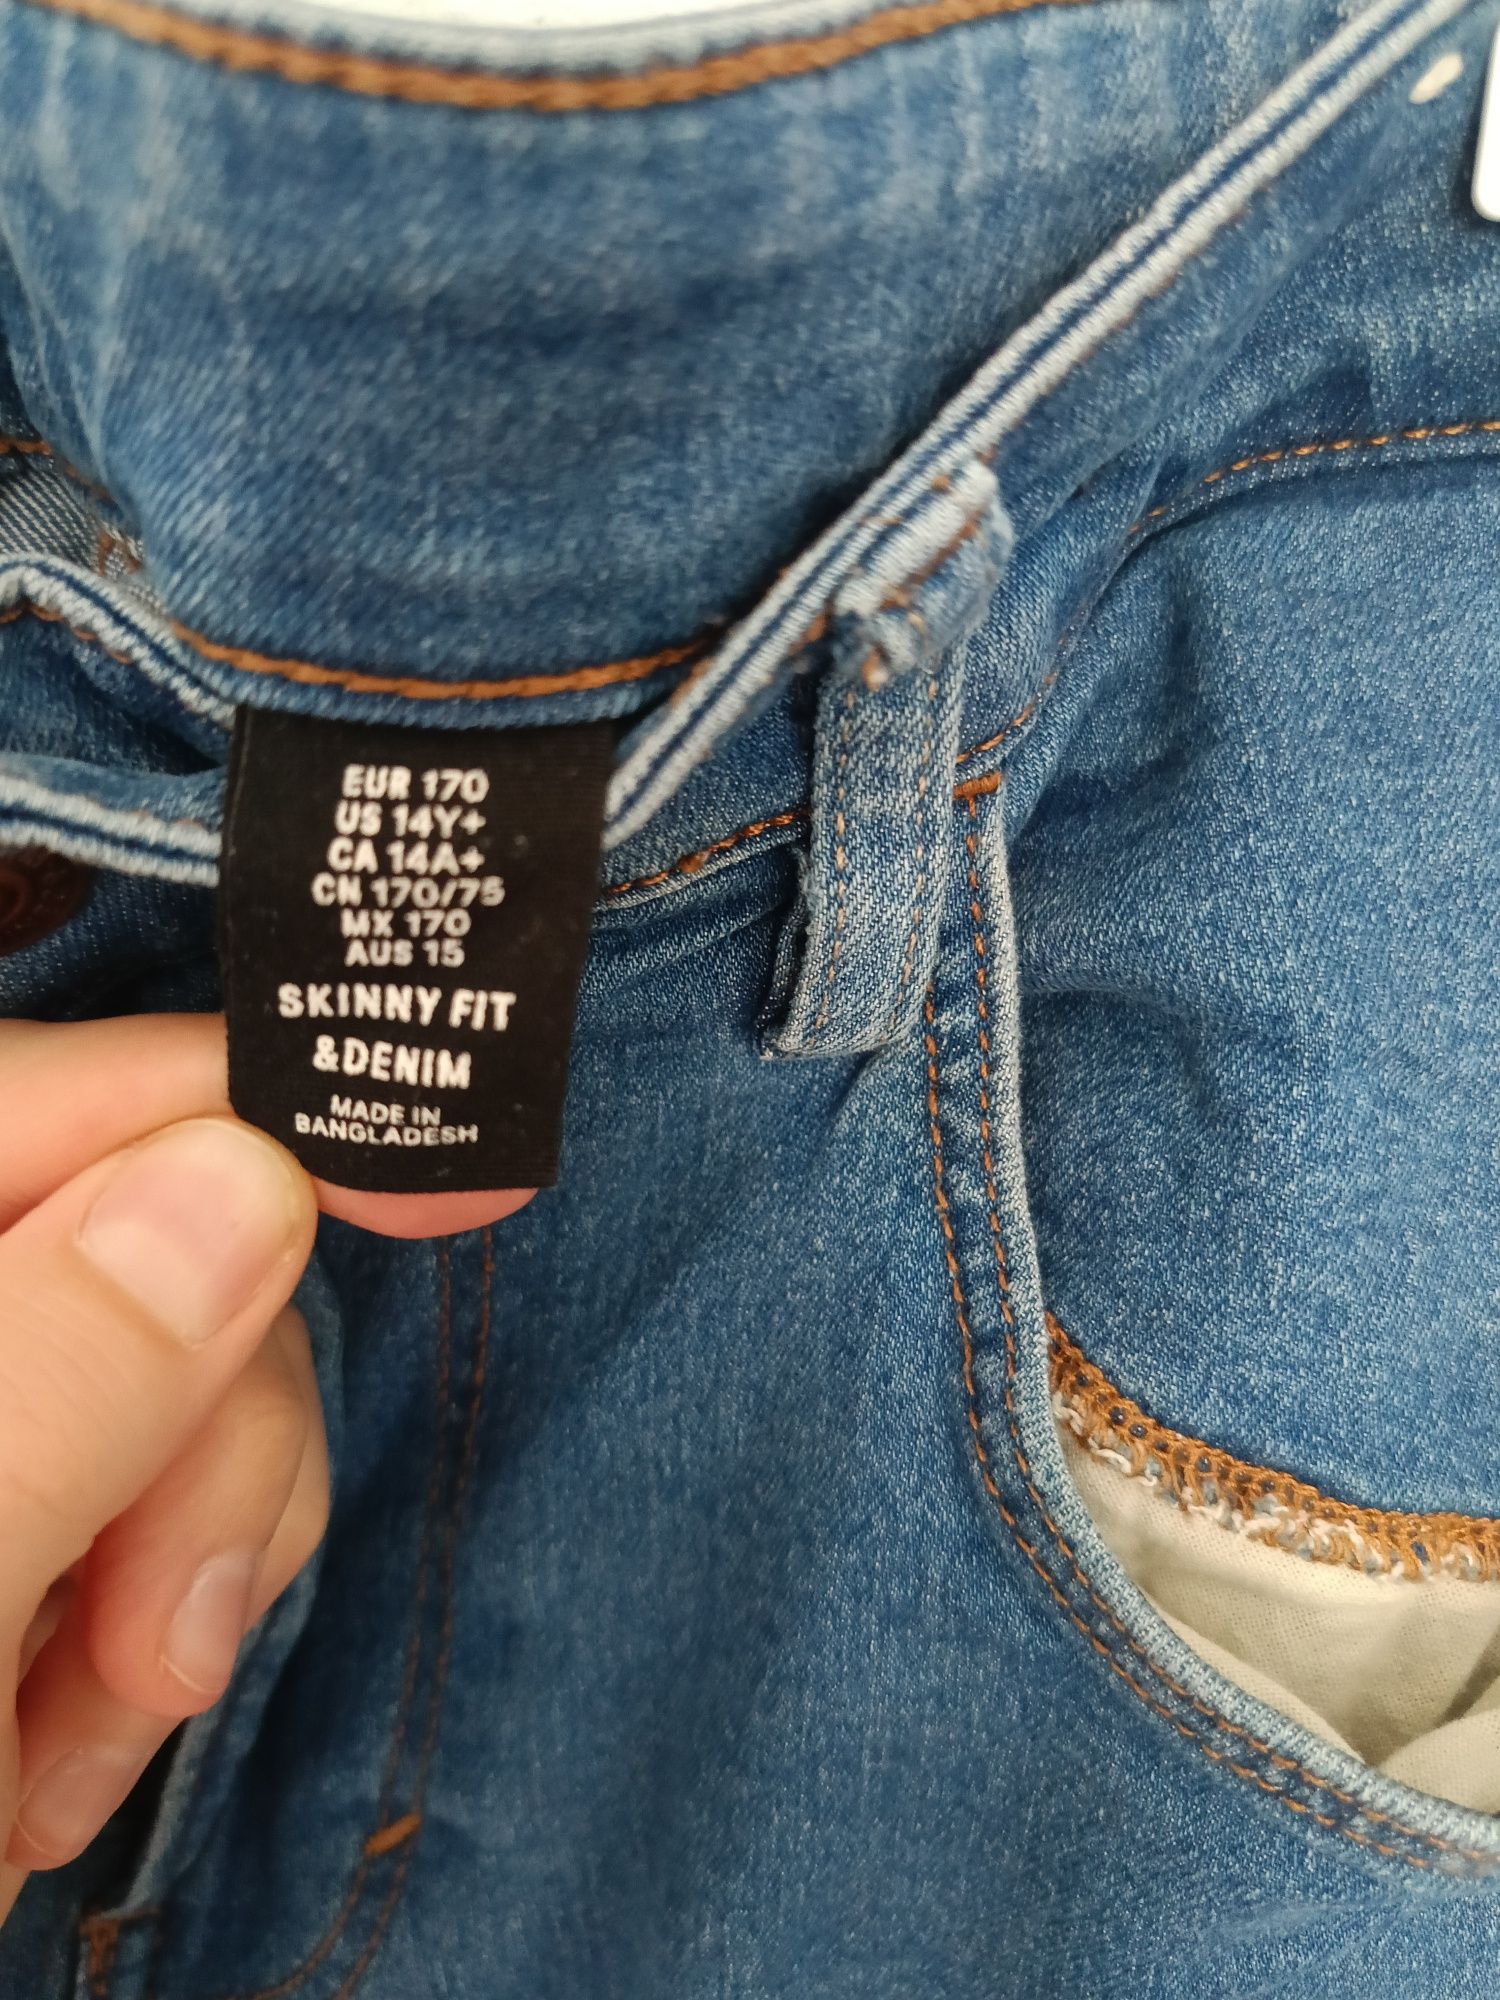 EUR 170
US 14Y+
CA 14A+
CN 170/75
MX 170
AUS 15
SKINNY FIT
&DENIM
MADE IN
BANGLADESH